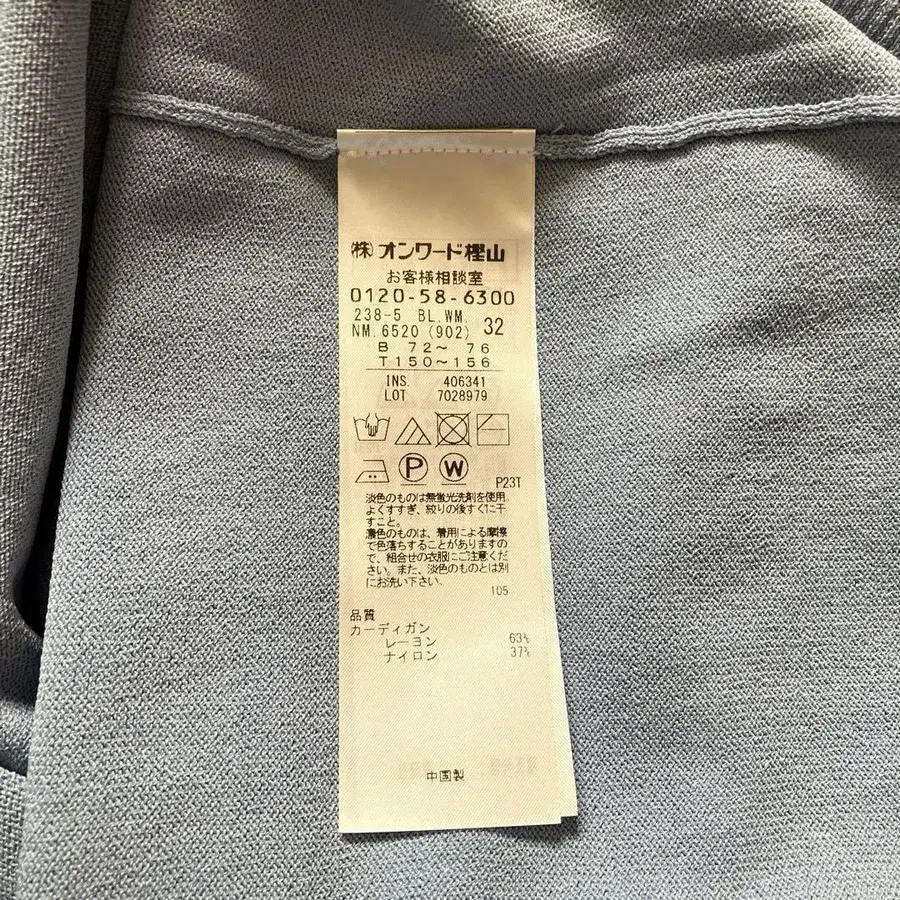 ㈱オンワード樫山
お客様相談室
0120-58-6300
238-5 BL.WM.
NM.6520 (902) 32
B 72～ 76
T150～156
INS. 406341
LOT 7028979
P W
P23T
淡色のものは無蛍光洗剤を使用
よくすすぎ、絞りの後すぐに干
すこと。
濃色のものは、着用による摩擦
で色落ちすることがありますの
で、組合せの衣服にご注意くだ
さい。また、淡色のものとは別
にお洗い下さい。
105
品質
カーディガン
レーヨン 63%
ナイロン 37%
中国製